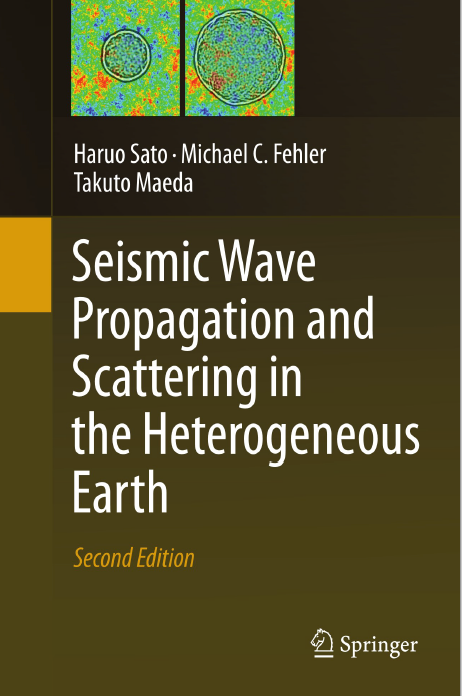 Haruo Sato · Michael C. Fehler
Takuto Maeda
Seismic Wave
Propagation and
Scattering in
the Heterogeneous
Earth
Second Edition
Springer